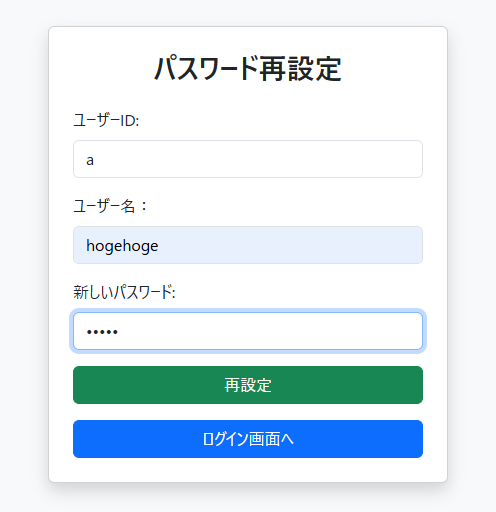 パスワード再設定
ユーザーID:
a
ユーザー名：
hogehoge
新しいパスワード:
•••••
再設定
ログイン画面へ